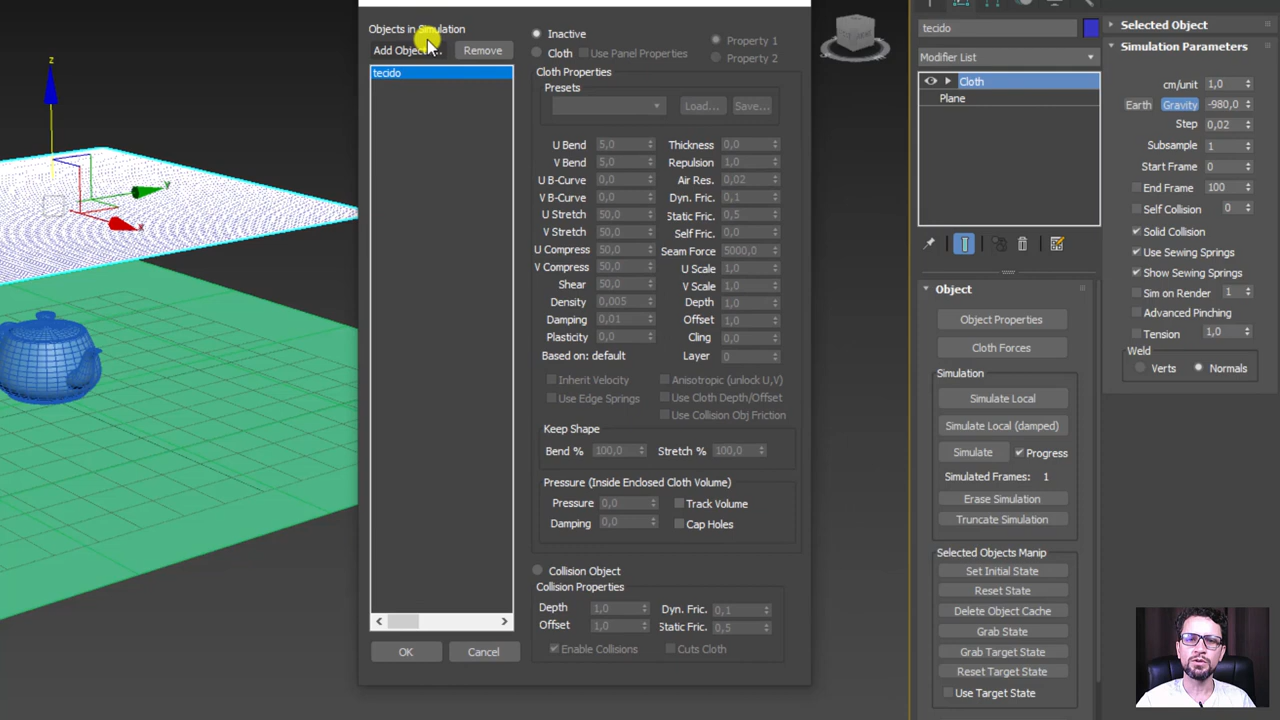 Objects in Simulation
Add Objec...
Remove
tecido
OK
Cancel
Inactive
Cloth
Use Panel Properties
Property 1
Property 2
Cloth Properties
Presets
Load...
Save...
U Bend 5,0
Thickness 0,0
V Bend 5,0
Repulsion 1,0
U B-Curve 0,0
Air Res. 0,02
V B-Curve 0,0
Dyn. Fric. 0,1
U Stretch 50,0
Static Fric. 0,5
V Stretch 50,0
Self Fric. 0,0
U Compress 50,0
Seam Force 5000,0
V Compress 50,0
U Scale 1,0
Shear 50,0
V Scale 1,0
Density 0,005
Depth 1,0
Damping 0,01
Offset 1,0
Plasticity 0,0
Cling 0,0
Based on: default
Layer 0
Inherit Velocity
Anisotropic (unlock U,V)
Use Edge Springs
Use Cloth Depth/Offset
Use Collision Obj Friction
Keep Shape
Bend % 100,0
Stretch % 100,0
Pressure (Inside Enclosed Cloth Volume)
Pressure 0,0
Track Volume
Damping 0,0
Cap Holes
Collision Object
Collision Properties
Depth 1,0
Dyn. Fric. 0,1
Offset 1,0
Static Fric. 0,5
Enable Collisions
Cuts Cloth
z
y
x
tecido
Modifier List
Cloth
Plane
Object
Object Properties
Cloth Forces
Simulation
Simulate Local
Simulate Local (damped)
Simulate
Progress
Simulated Frames: 1
Erase Simulation
Truncate Simulation
Selected Objects Manip
Set Initial State
Reset State
Delete Object Cache
Grab State
Grab Target State
Reset Target State
Use Target State
Selected Object
Simulation Parameters
cm/unit 1,0
Earth Gravity -980,0
Step 0,02
Subsample 1
Start Frame 0
End Frame 100
Self Collision 0
Solid Collision
Use Sewing Springs
Show Sewing Springs
Sim on Render 1
Advanced Pinching
Tension 1,0
Weld
Verts
Normals